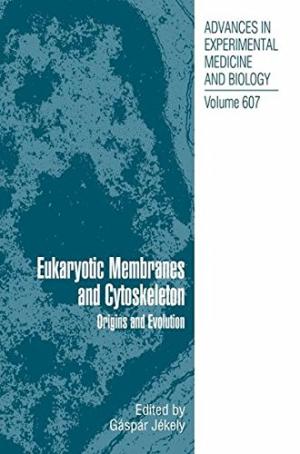 ADVANCES IN
EXPERIMENTAL
MEDICINE
AND BIOLOGY
Volume 607
Eukaryotic Membranes
and Cytoskeleton
Origins and Evolution
Edited by
Gáspár Jékely